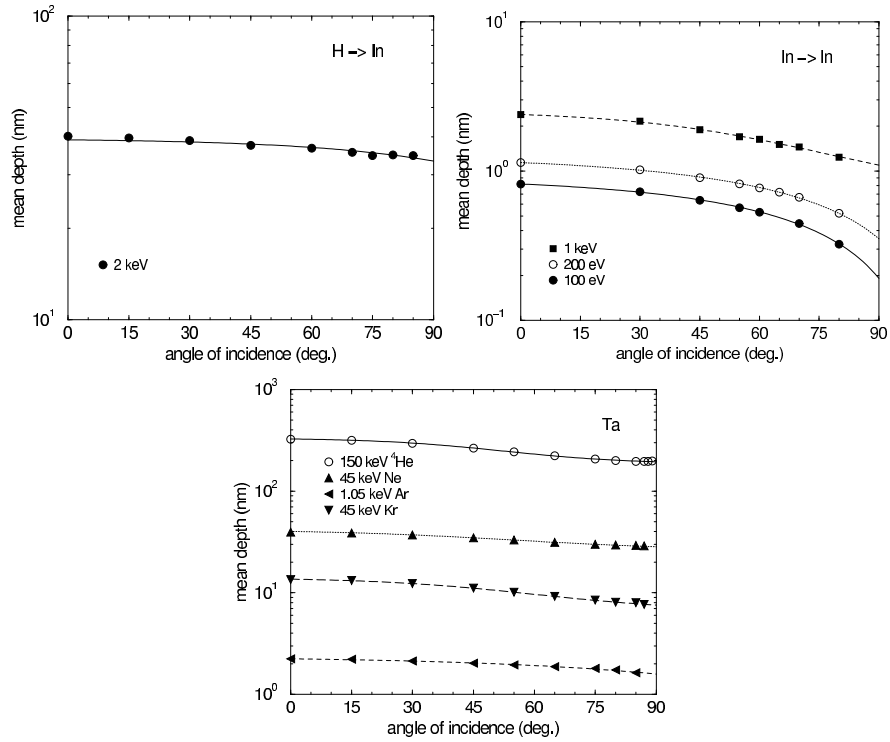 10²
H –> In
mean depth (nm)
2 keV
10¹
0 15 30 45 60 75 90
angle of incidence (deg.)
10¹
In –> In
10⁰
mean depth (nm)
1 keV
200 eV
100 eV
10⁻¹
0 15 30 45 60 75 90
angle of incidence (deg.)
10³
Ta
150 keV ⁴He
45 keV Ne
1.05 keV Ar
45 keV Kr
10²
mean depth (nm)
10¹
10⁰
0 15 30 45 60 75 90
angle of incidence (deg.)